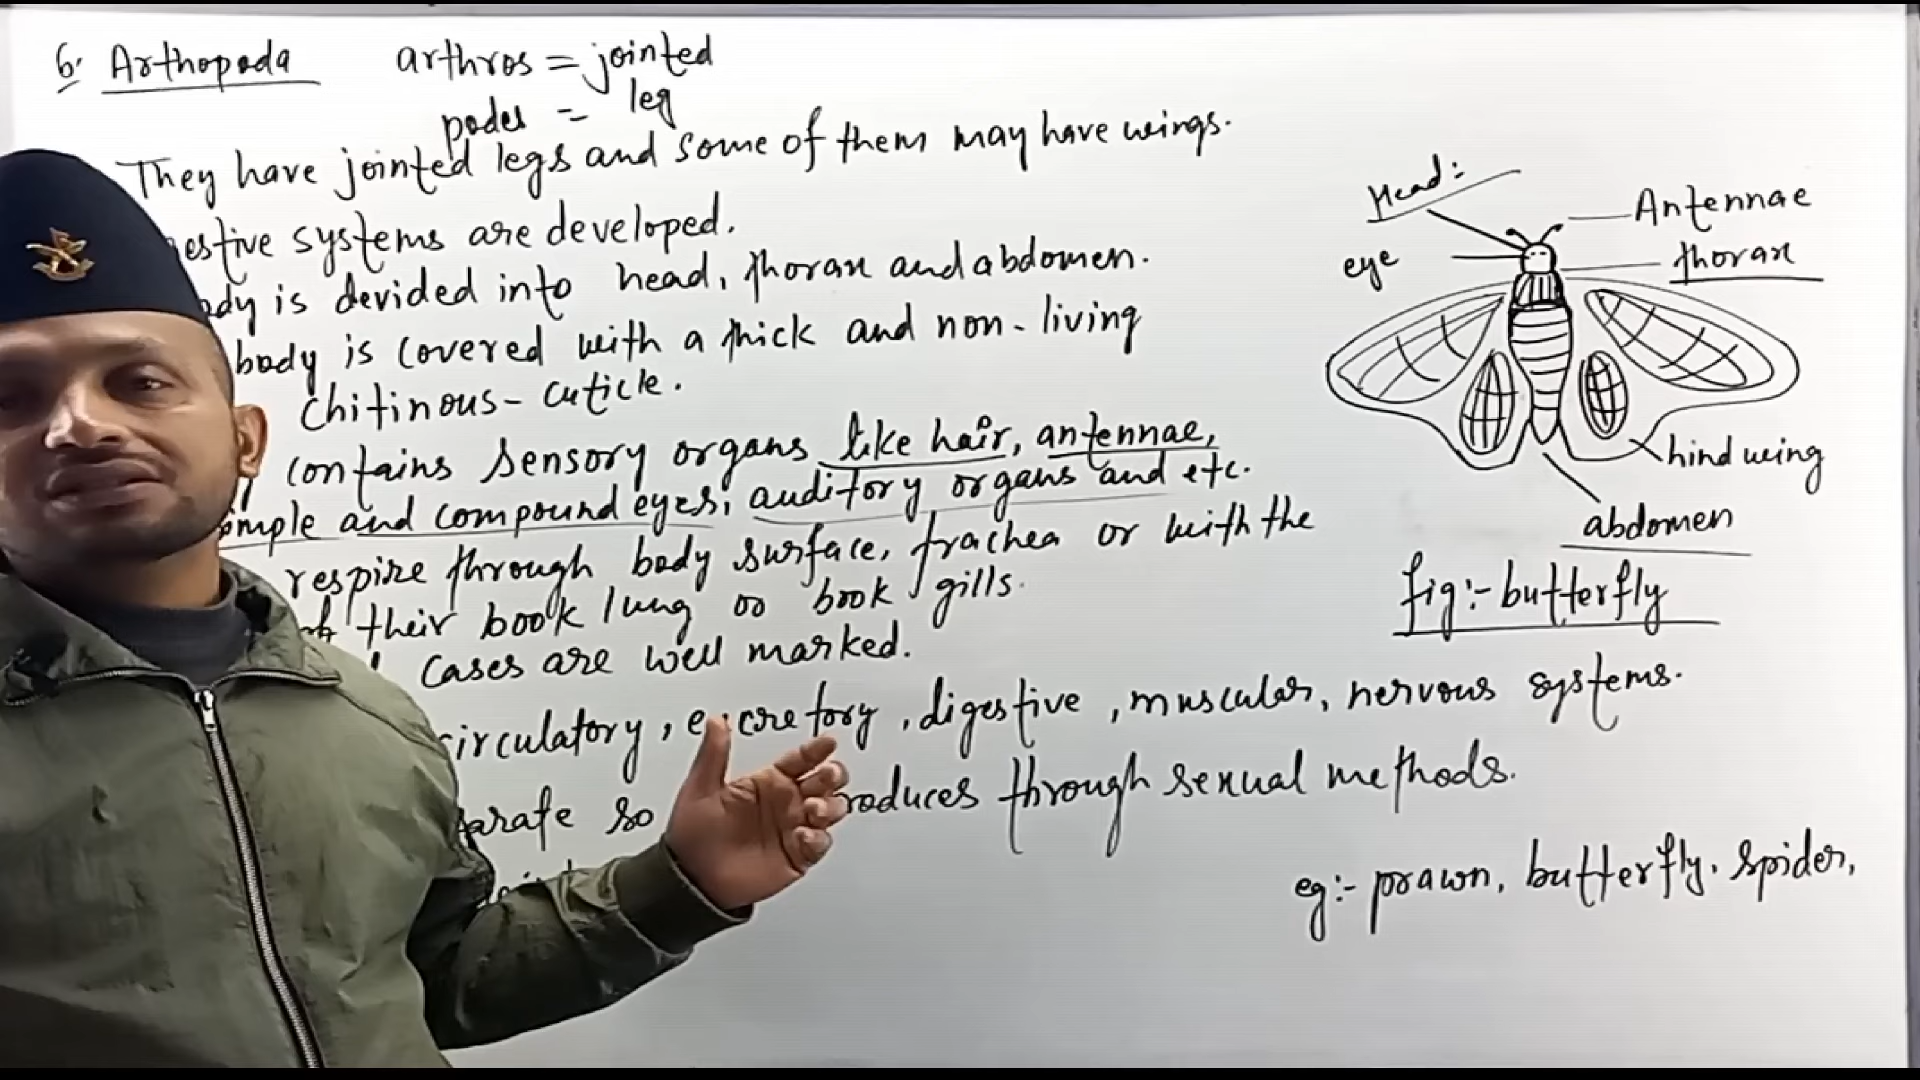 6. Arthopoda arthros = jointed
podes = leg
They have jointed legs and some of them may have wings.
systems are developed.
is devided into head, thorax and abdomen.
body is covered with a thick and non-living
chitinous-cuticle.
contains sensory organs like hair, antennae,
and compound eyes, auditory organs and etc.
respire through body surface, trachea or with the
their book lung or book gills.
cases are well marked.
circulatory, excretory, digestive, muscular, nervous systems.
so through sexual methods.
eg:- prawn, butterfly, spider,
Head:
Antennae
eye
thorax
hind wing
abdomen
fig:- butterfly